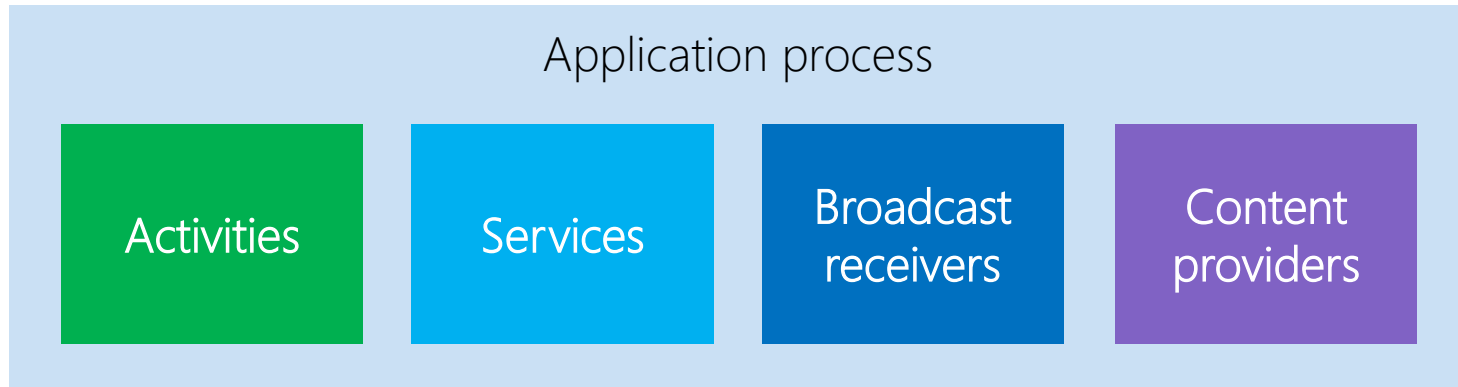 Application process
Activities
Services
Broadcast
receivers
Content
providers